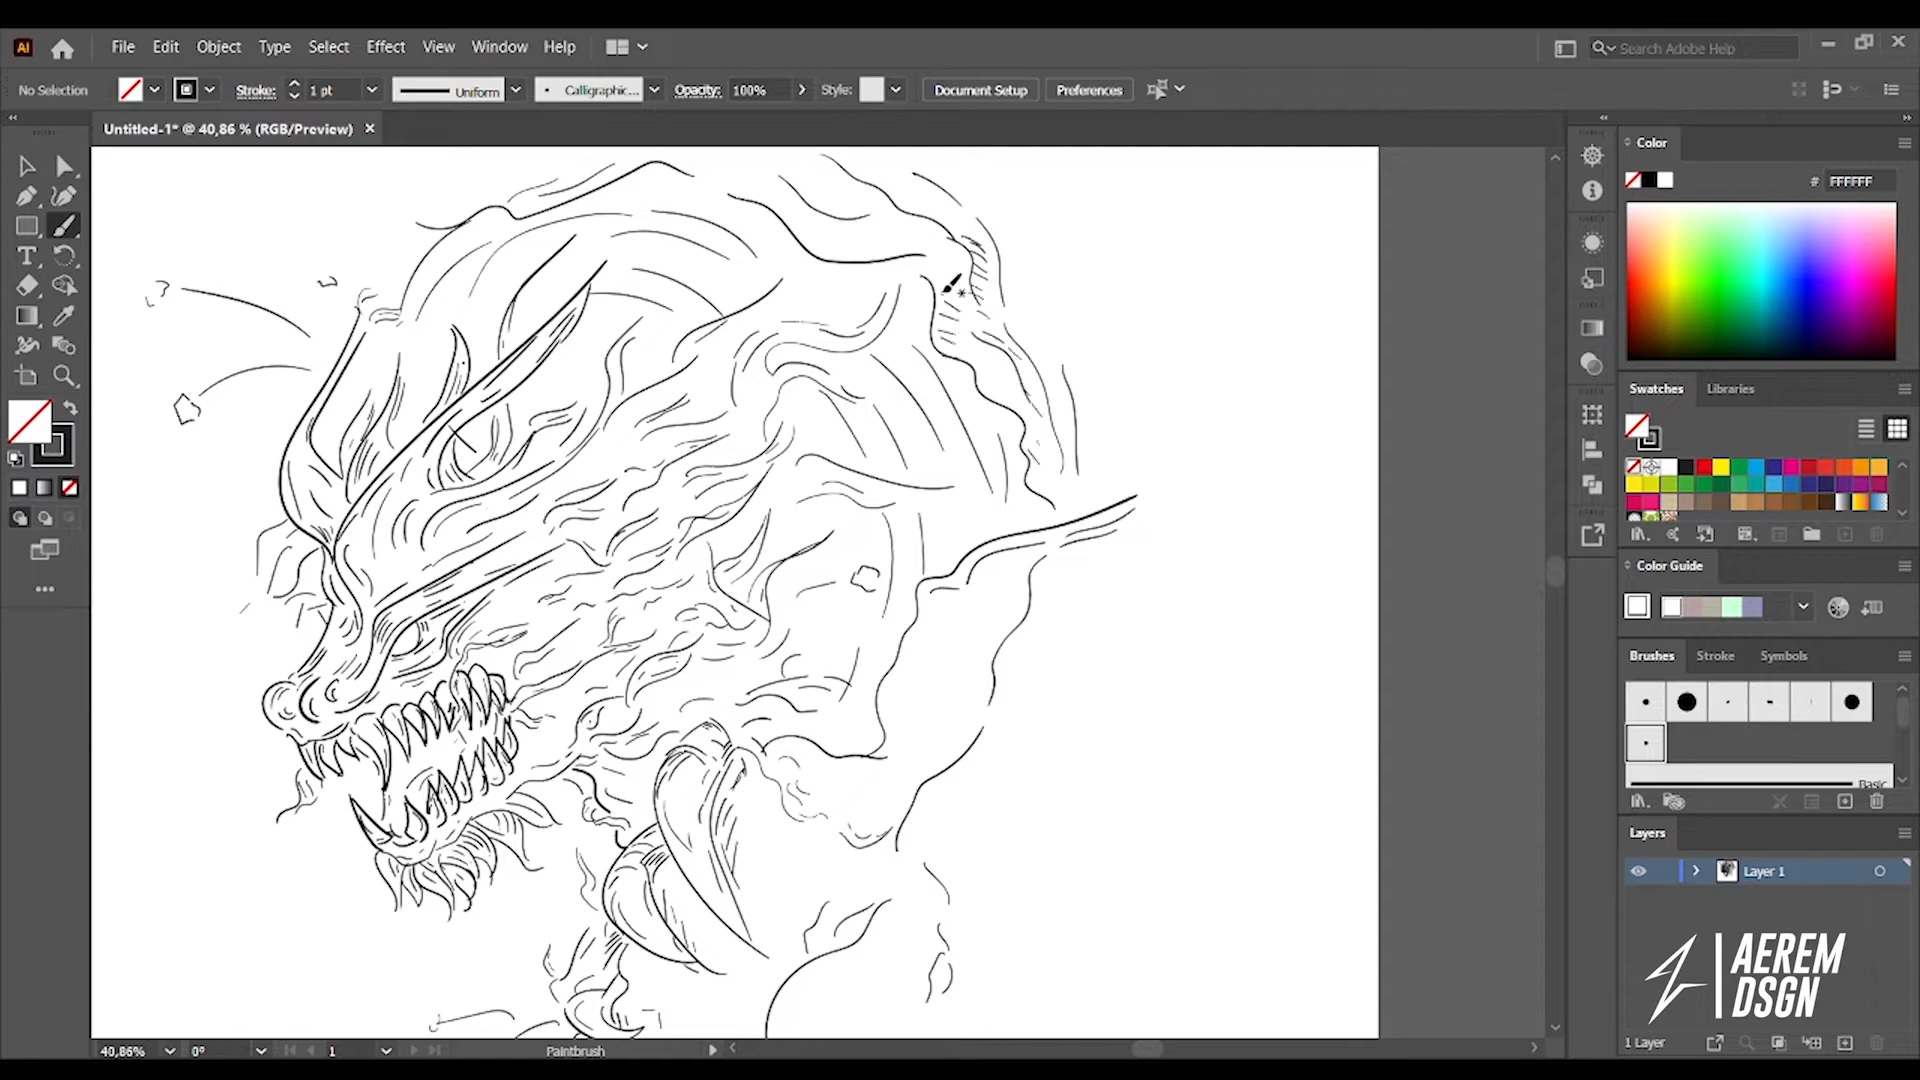 Ai File Edit Object Type Select Effect View Window Help Search Adobe Help
No Selection Stroke: 1 pt Uniform Calligraphic... Opacity: 100% Style: Document Setup Preferences
Untitled-1* @ 40,86 % (RGB/Preview)
Color
# FFFFFF
Swatches Libraries
Color Guide
Brushes Stroke Symbols
Basic
Layers
Layer 1
AEREM
DSGN
1 Layer
40,86% 0° 1 Paintbrush